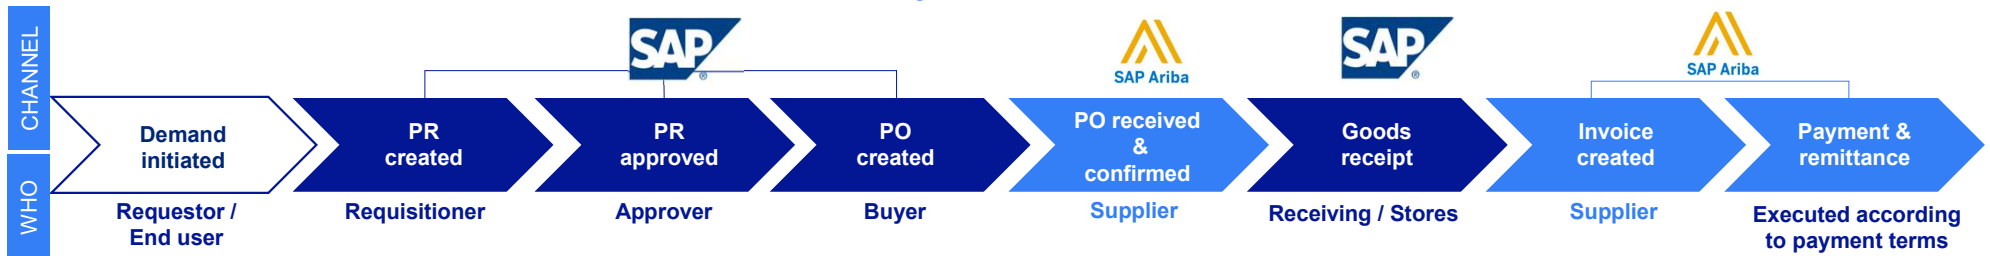 CHANNEL
WHO
SAP
®
SAP Ariba
SAP
®
SAP Ariba
Demand
initiated
PR
created
PR
approved
PO
created
PO received
&
confirmed
Goods
receipt
Invoice
created
Payment &
remittance
Requestor /
End user
Requisitioner
Approver
Buyer
Supplier
Receiving / Stores
Supplier
Executed according
to payment terms